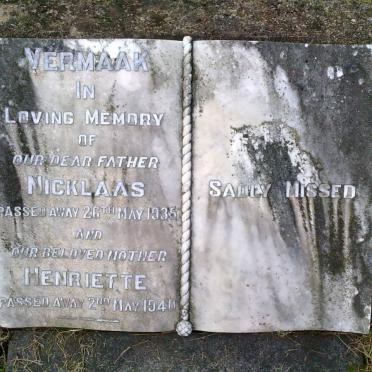 VERMAAK
IN
LOVING MEMORY
OF
OUR DEAR FATHER
NICKLAAS
PASSED AWAY 26TH MAY 1935
AND
OUR BELOVED MOTHER
HENRIETTE
PASSED AWAY 2ND MAY
SADLY MISSED